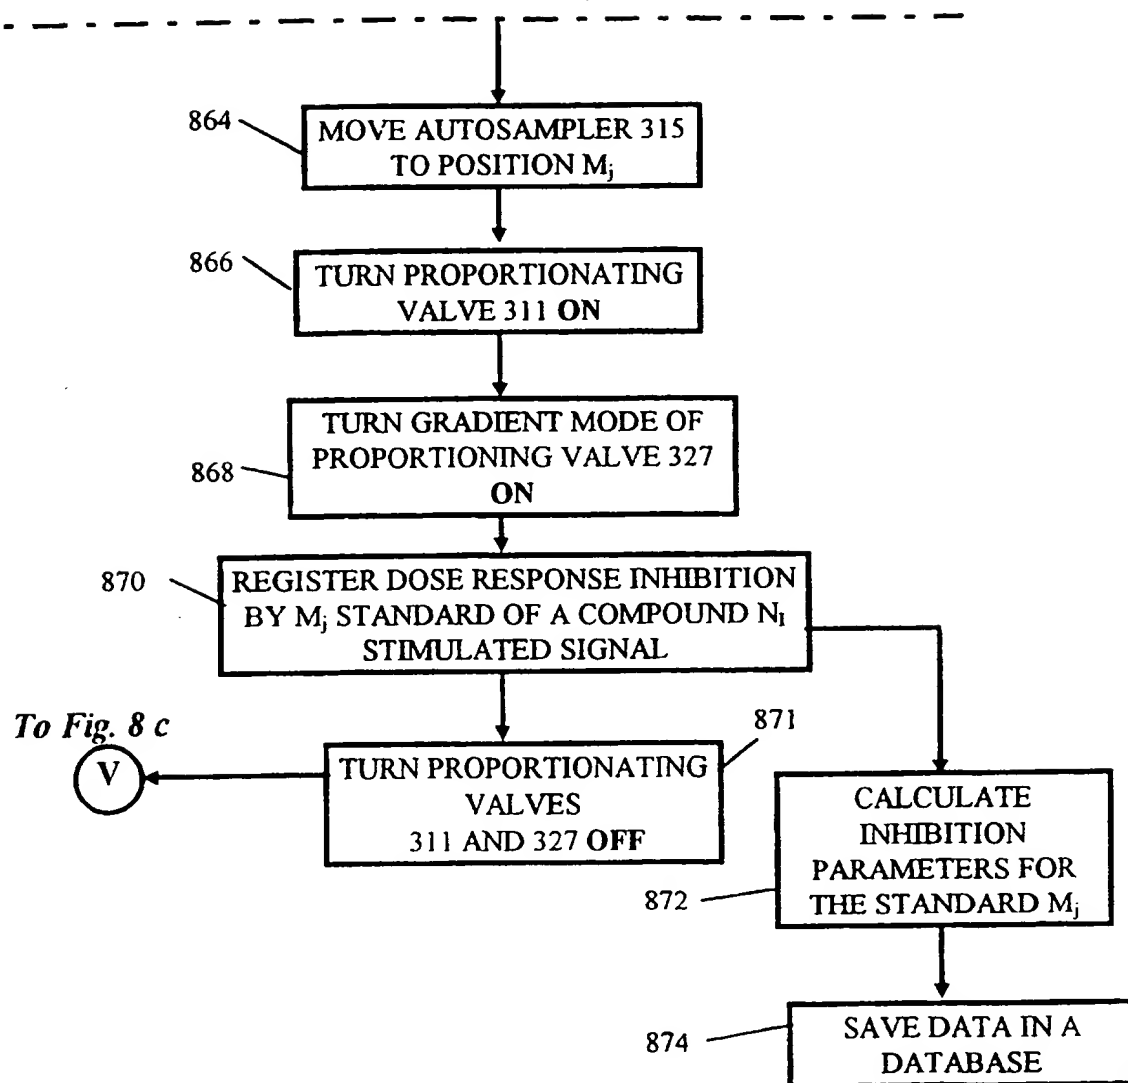 864
MOVE AUTOSAMPLER 315
TO POSITION Mj
866
TURN PROPORTIONATING
VALVE 311 ON
868
TURN GRADIENT MODE OF
PROPORTIONING VALVE 327
ON
870
REGISTER DOSE RESPONSE INHIBITION
BY Mj STANDARD OF A COMPOUND NI
STIMULATED SIGNAL
To Fig. 8 c
V
871
TURN PROPORTIONATING
VALVES
311 AND 327 OFF
872
CALCULATE
INHIBITION
PARAMETERS FOR
THE STANDARD Mj
874
SAVE DATA IN A
DATABASE